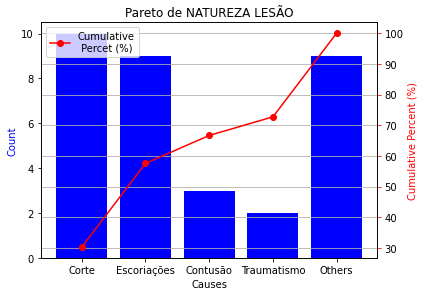 Pareto de NATUREZA LESÃO
Cumulative
Percet (%)
10
8
6
4
2
0
Count
100
90
80
70
60
50
40
30
Cumulative Percent (%)
Corte Escoriações Contusão Traumatismo Others
Causes